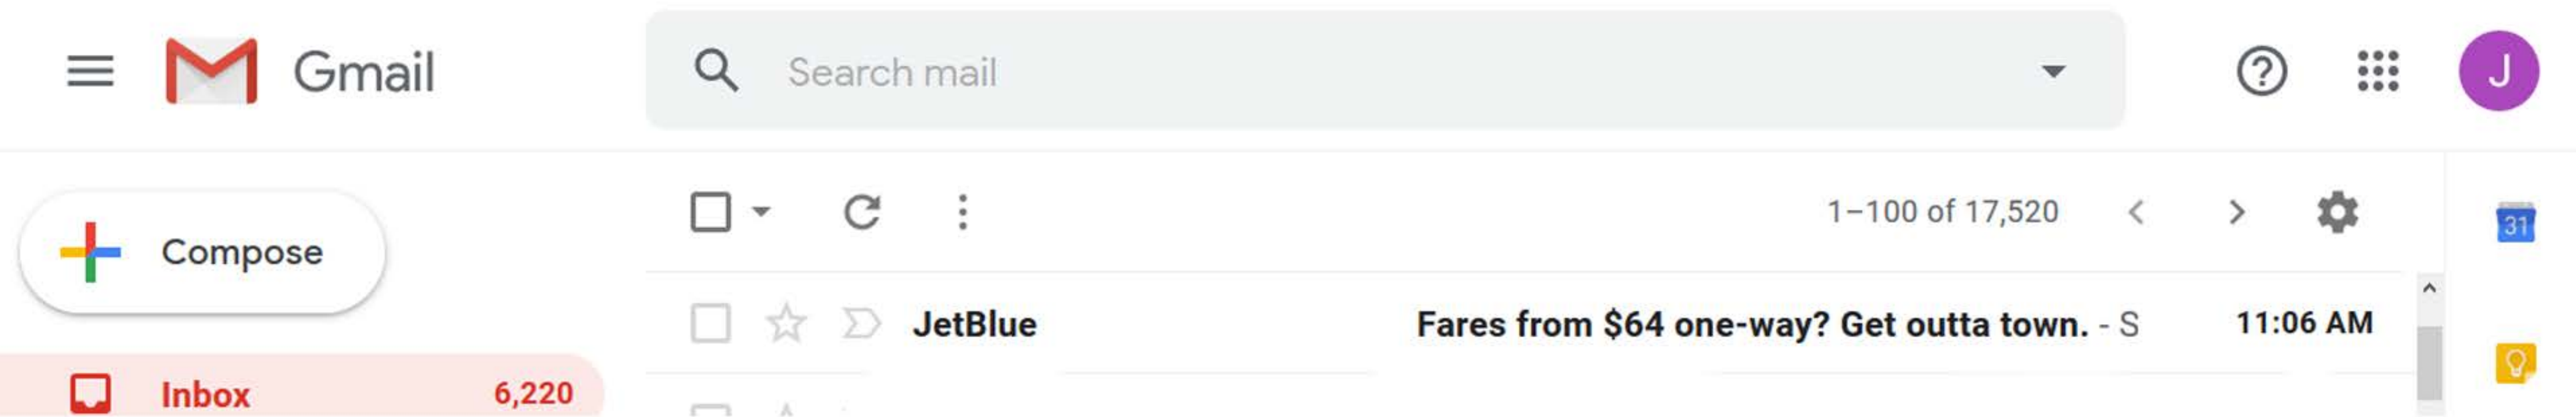 Gmail
Search mail
J
Compose
1–100 of 17,520
31
JetBlue Fares from $64 one-way? Get outta town. - S 11:06 AM
Inbox 6,220